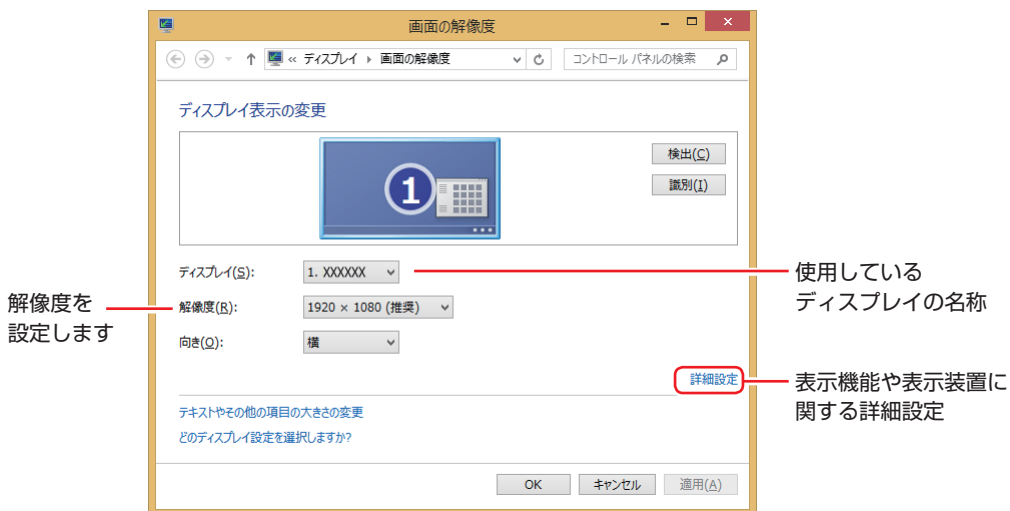 画面の解像度
« ディスプレイ ▸ 画面の解像度
コントロール パネルの検索
ディスプレイ表示の変更
1
検出(C)
識別(I)
ディスプレイ(S):
1. XXXXXX
使用している
ディスプレイの名称
解像度を
設定します
解像度(R):
1920 × 1080 (推奨)
向き(O):
横
詳細設定
表示機能や表示装置に
関する詳細設定
テキストやその他の項目の大きさの変更
どのディスプレイ設定を選択しますか?
OK
キャンセル
適用(A)